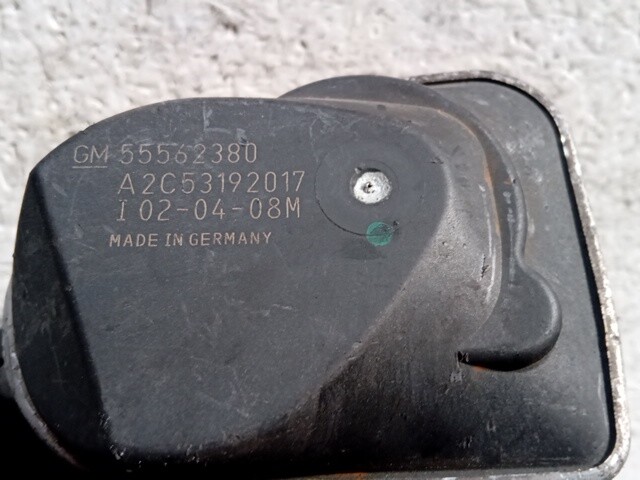 GM 55562380
A2C53192017
I 02-04-08M
MADE IN GERMANY